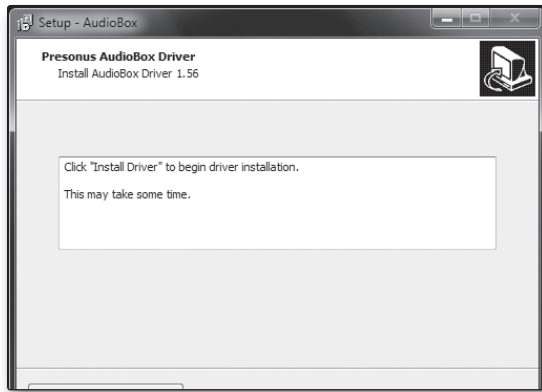 Setup - AudioBox
Presonus AudioBox Driver
Install AudioBox Driver 1.56
Click "Install Driver" to begin driver installation.
This may take some time.